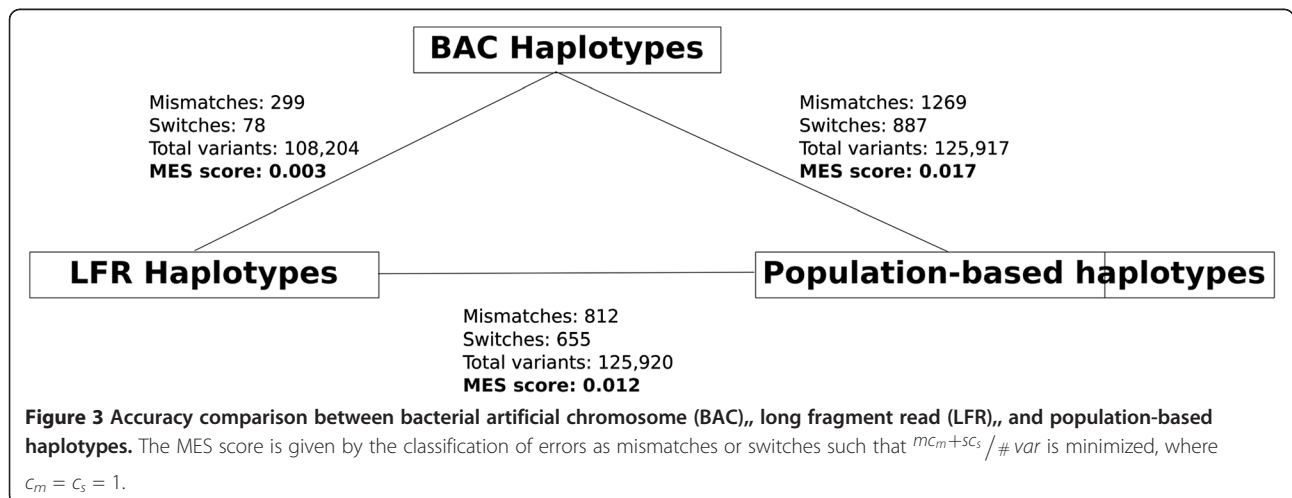 BAC Haplotypes
Mismatches: 299
Switches: 78
Total variants: 108,204
MES score: 0.003
Mismatches: 1269
Switches: 887
Total variants: 125,917
MES score: 0.017
LFR Haplotypes
Population-based haplotypes
Mismatches: 812
Switches: 655
Total variants: 125,920
MES score: 0.012
Figure 3 Accuracy comparison between bacterial artificial chromosome (BAC),, long fragment read (LFR),, and population-based
haplotypes. The MES score is given by the classification of errors as mismatches or switches such that mcₘ+scₛ / # var is minimized, where
cₘ = cₛ = 1.